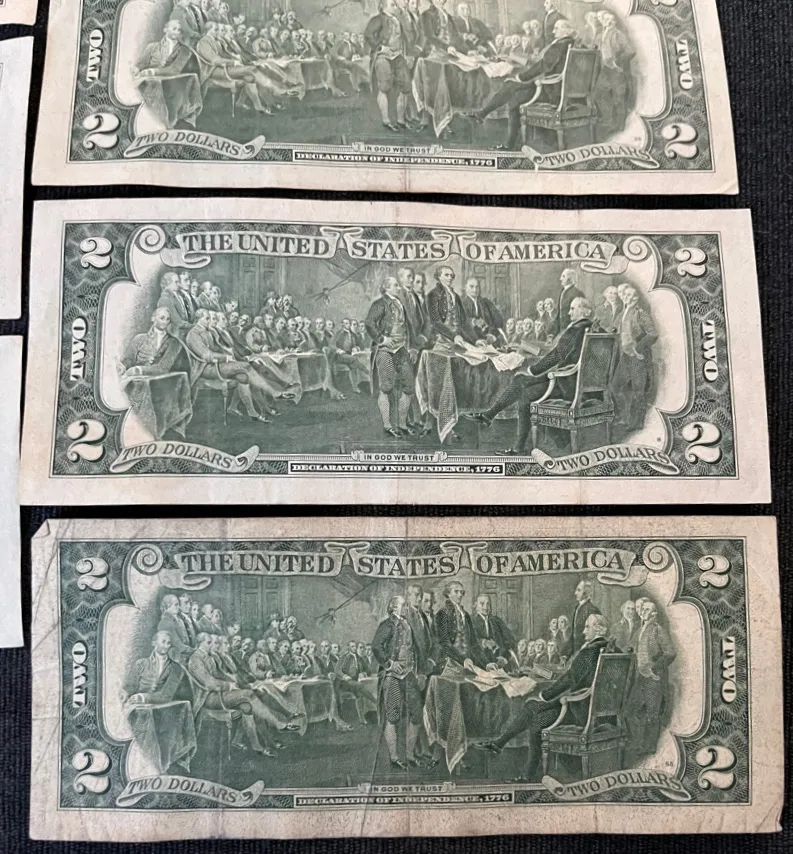 TWO
TWO
2
TWO DOLLARS
IN GOD WE TRUST
DECLARATION OF INDEPENDENCE, 1776
TWO DOLLARS
2
2
THE UNITED STATES OF AMERICA
2
TWO
TWO
2
TWO DOLLARS
IN GOD WE TRUST
DECLARATION OF INDEPENDENCE, 1776
TWO DOLLARS
2
2
THE UNITED STATES OF AMERICA
2
TWO
TWO
2
TWO DOLLARS
IN GOD WE TRUST
DECLARATION OF INDEPENDENCE, 1776
TWO DOLLARS
2